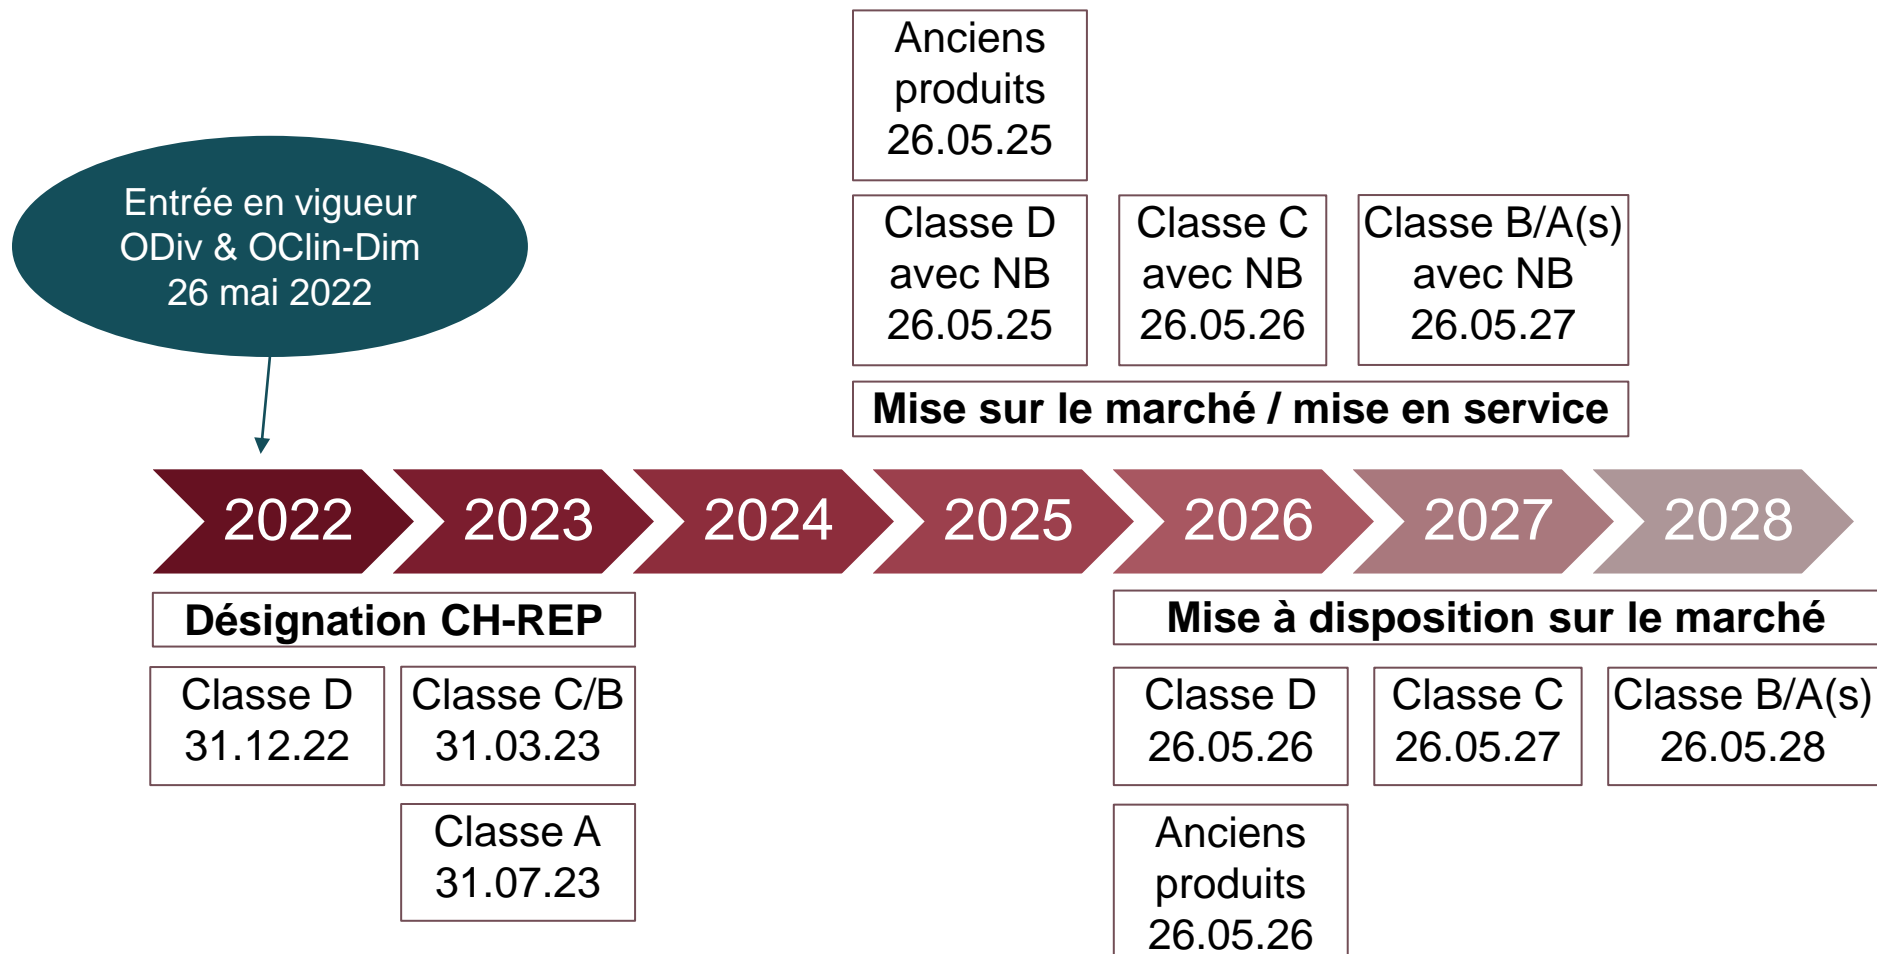 Anciens
produits
26.05.25
Entrée en vigueur
ODiv & OClin-Dim
26 mai 2022
Classe D
avec NB
26.05.25
Classe C
avec NB
26.05.26
Classe B/A(s)
avec NB
26.05.27
Mise sur le marché / mise en service
2022
2023
2024
2025
2026
2027
2028
Désignation CH-REP
Classe D
31.12.22
Classe C/B
31.03.23
Classe A
31.07.23
Mise à disposition sur le marché
Classe D
26.05.26
Classe C
26.05.27
Classe B/A(s)
26.05.28
Anciens
produits
26.05.26